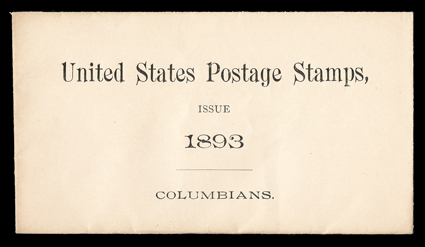 United States Postage Stamps,
ISSUE
1893
COLUMBIANS.